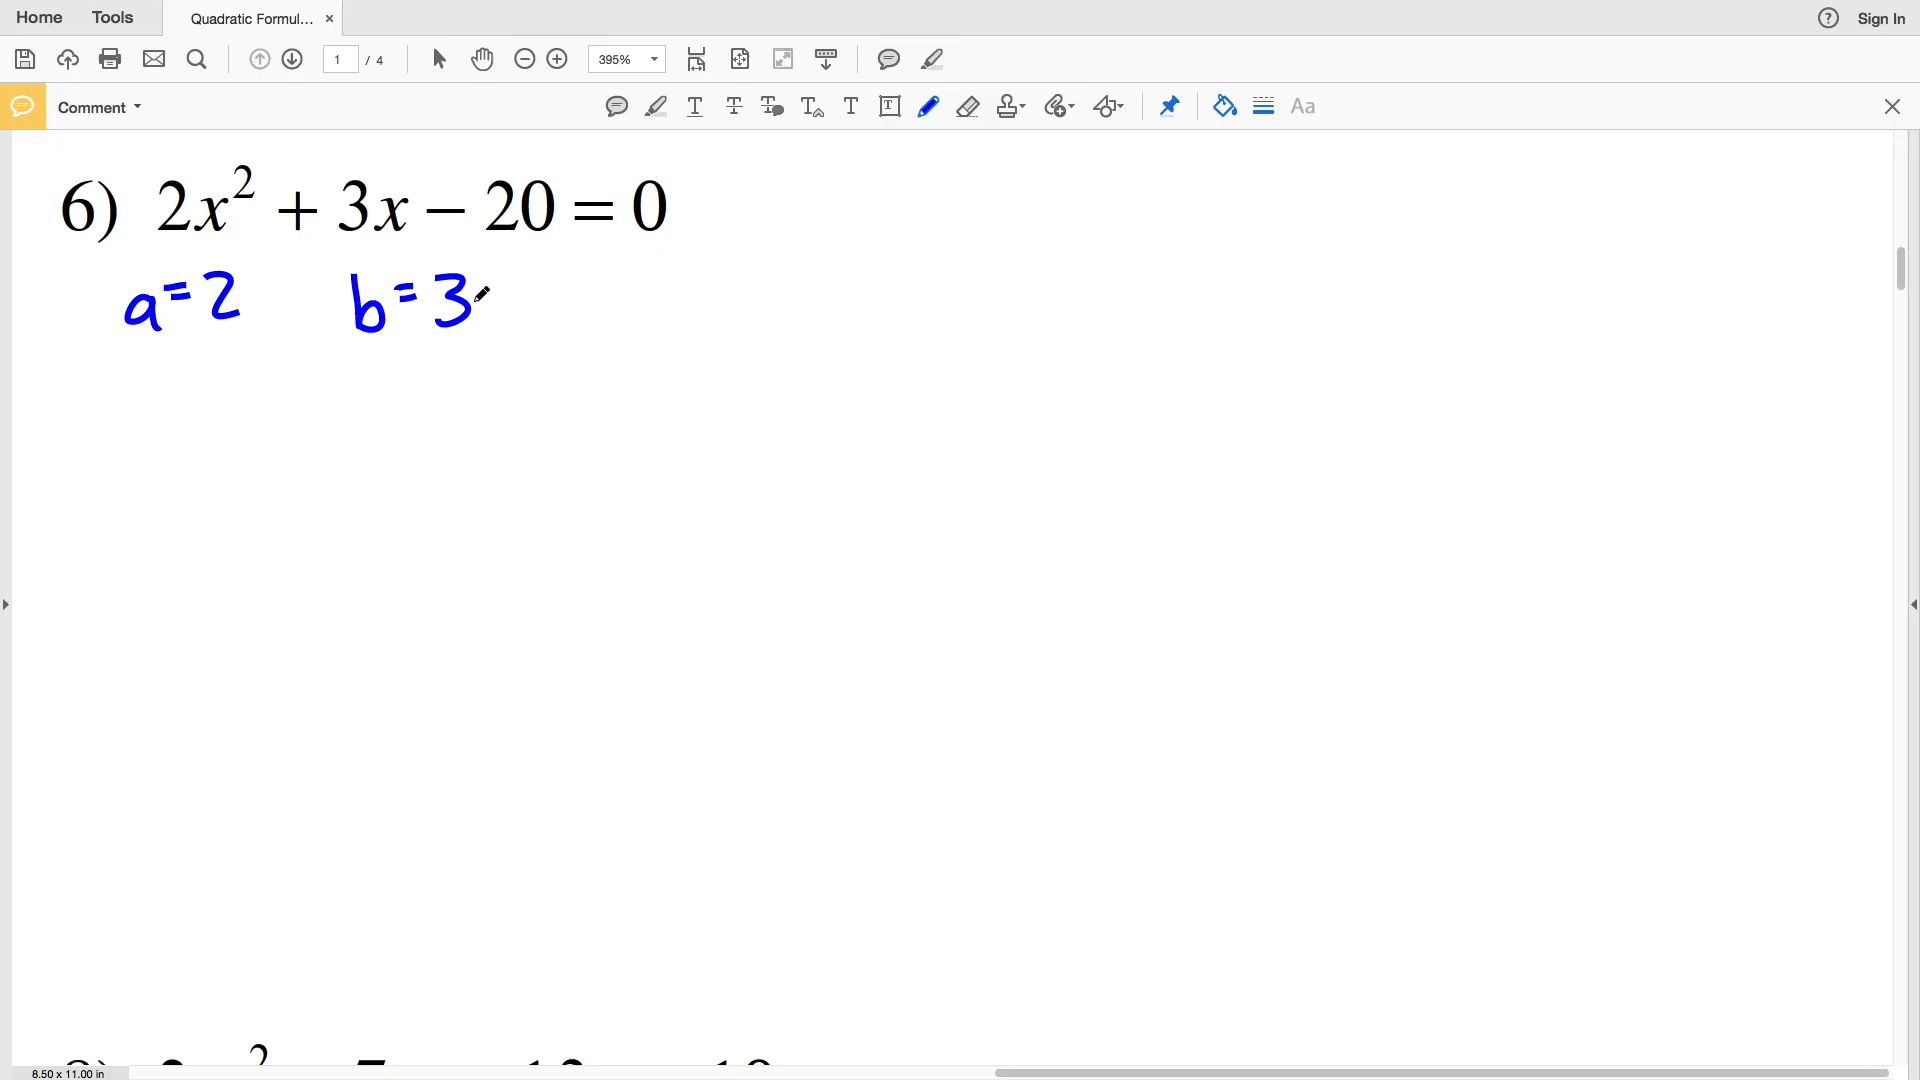 Home Tools Quadratic Formul... × ? Sign In
1 / 4 395%
Comment T T T T T T Aa
6) 2x² + 3x − 20 = 0
a=2 b=3
8.50 x 11.00 in